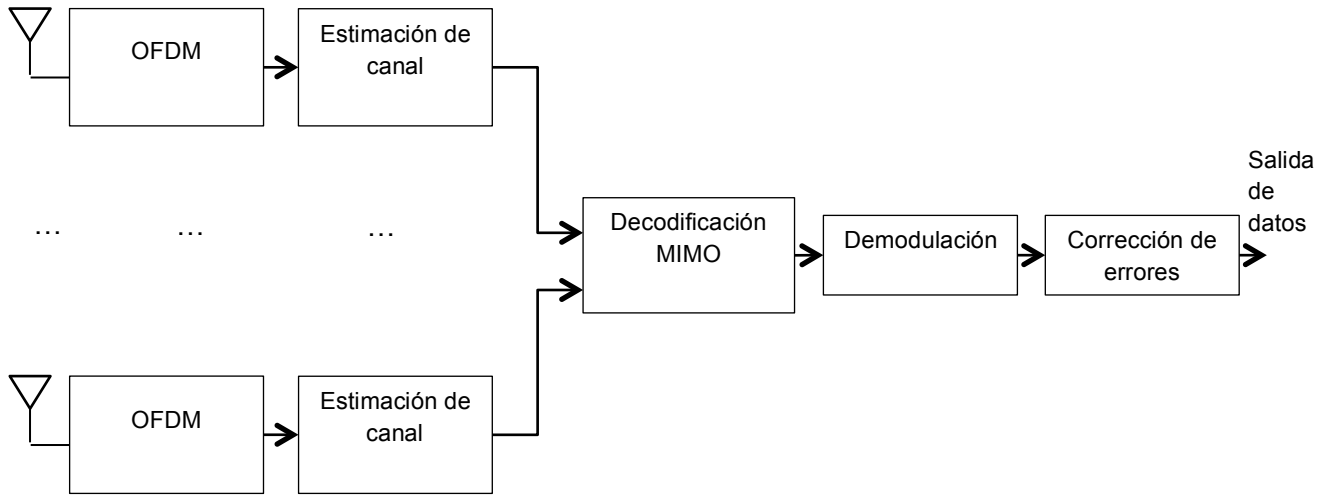 OFDM
Estimación de
canal
… … …
Decodificación
MIMO
Demodulación
Corrección de
errores
Salida
de
datos
OFDM
Estimación de
canal